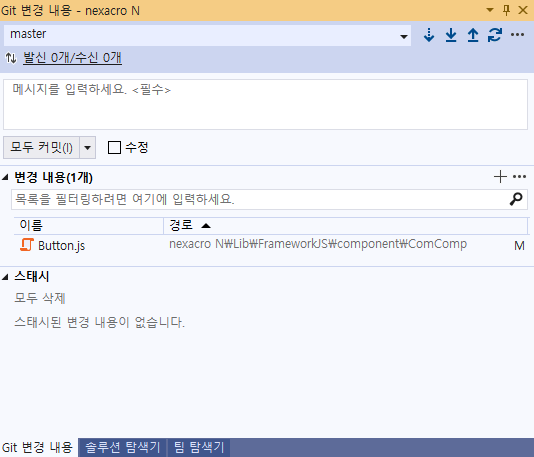 Git 변경 내용 - nexacro N
master
발신 0개/수신 0개
메시지를 입력하세요. <필수>
모두 커밋(I) 수정
변경 내용(1개)
목록을 필터링하려면 여기에 입력하세요.
이름 경로
Button.js nexacro N￦Lib￦FrameworkJS￦component￦ComComp M
스태시
모두 삭제
스태시된 변경 내용이 없습니다.
Git 변경 내용 솔루션 탐색기 팀 탐색기